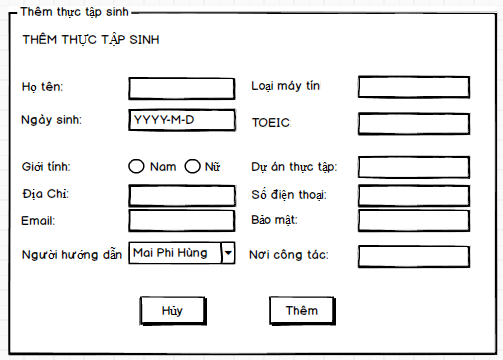 Thêm thực tập sinh
THÊM THỰC TẬP SINH
Họ tên:
Loại máy tín
Ngày sinh: YYYY-M-D
TOEIC
Giới tính: Nam Nữ
Dự án thực tập:
Địa Chỉ:
Số điện thoại:
Email:
Bảo mật:
Người hướng dẫn Mai Phi Hùng
Nơi công tác:
Hủy
Thêm